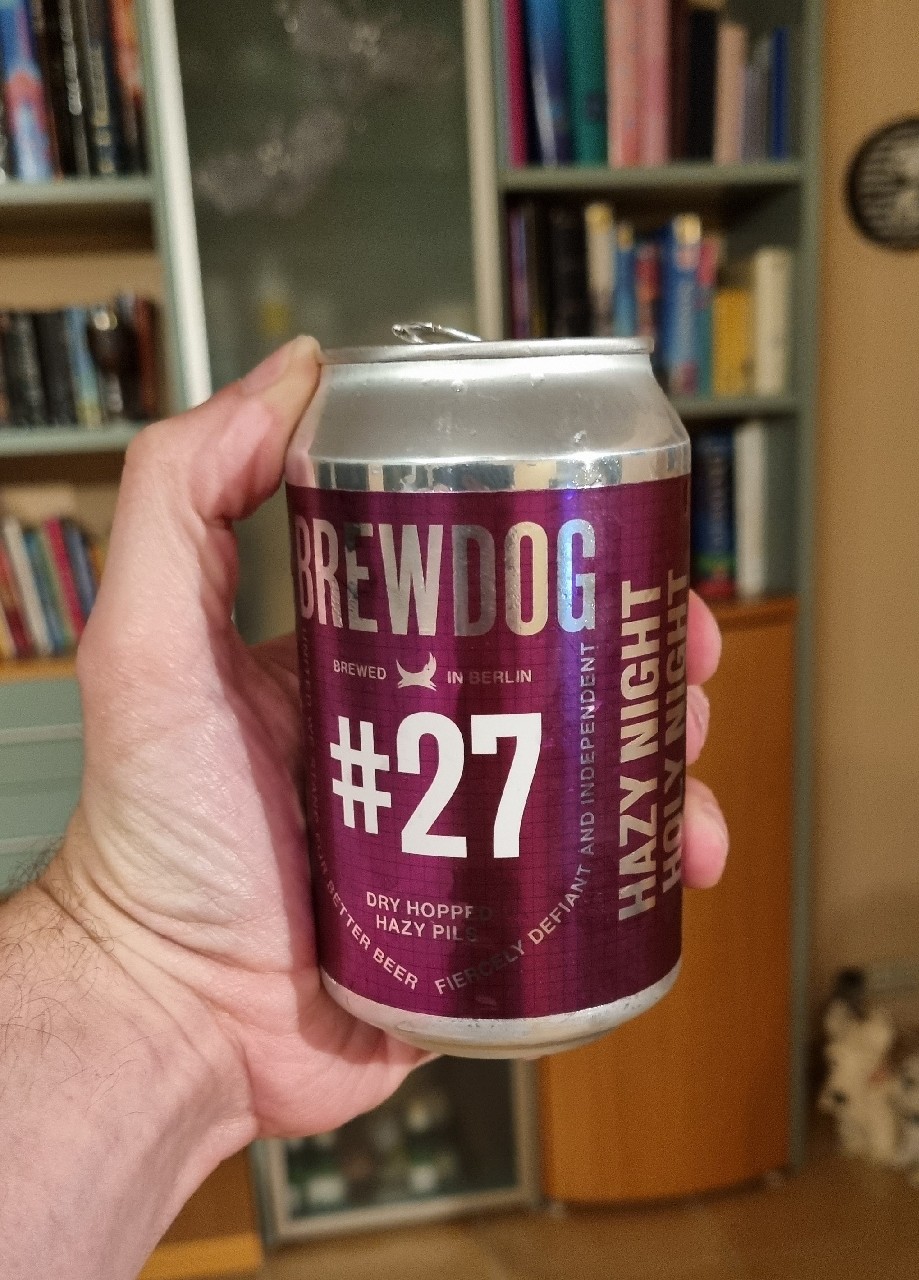 BREWDOG
BREWED IN BERLIN
#27
DRY HOPPED
HAZY PILS
BETTER BEER
FIERCELY DEFIANT AND INDEPENDENT
HAZY NIGHT
HOLY NIGHT